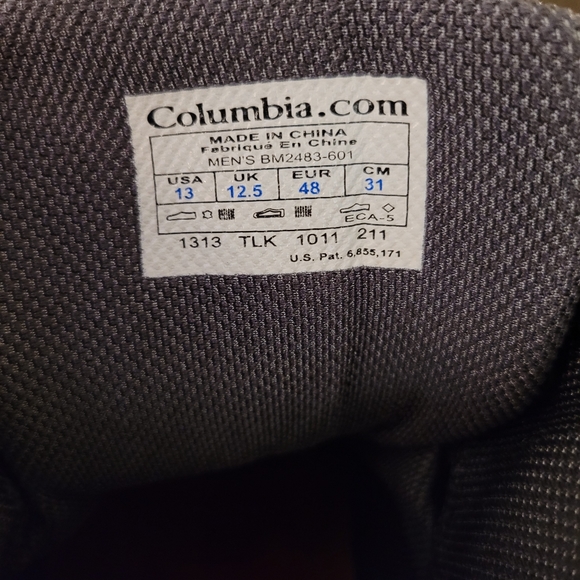 Columbia.com
MADE IN CHINA
Fabriqué En Chine
MEN'S BM2483-601
USA UK EUR CM
13 12.5 48 31
ECA-5
1313 TLK 1011 211
U.S. Pat. 6,855,171